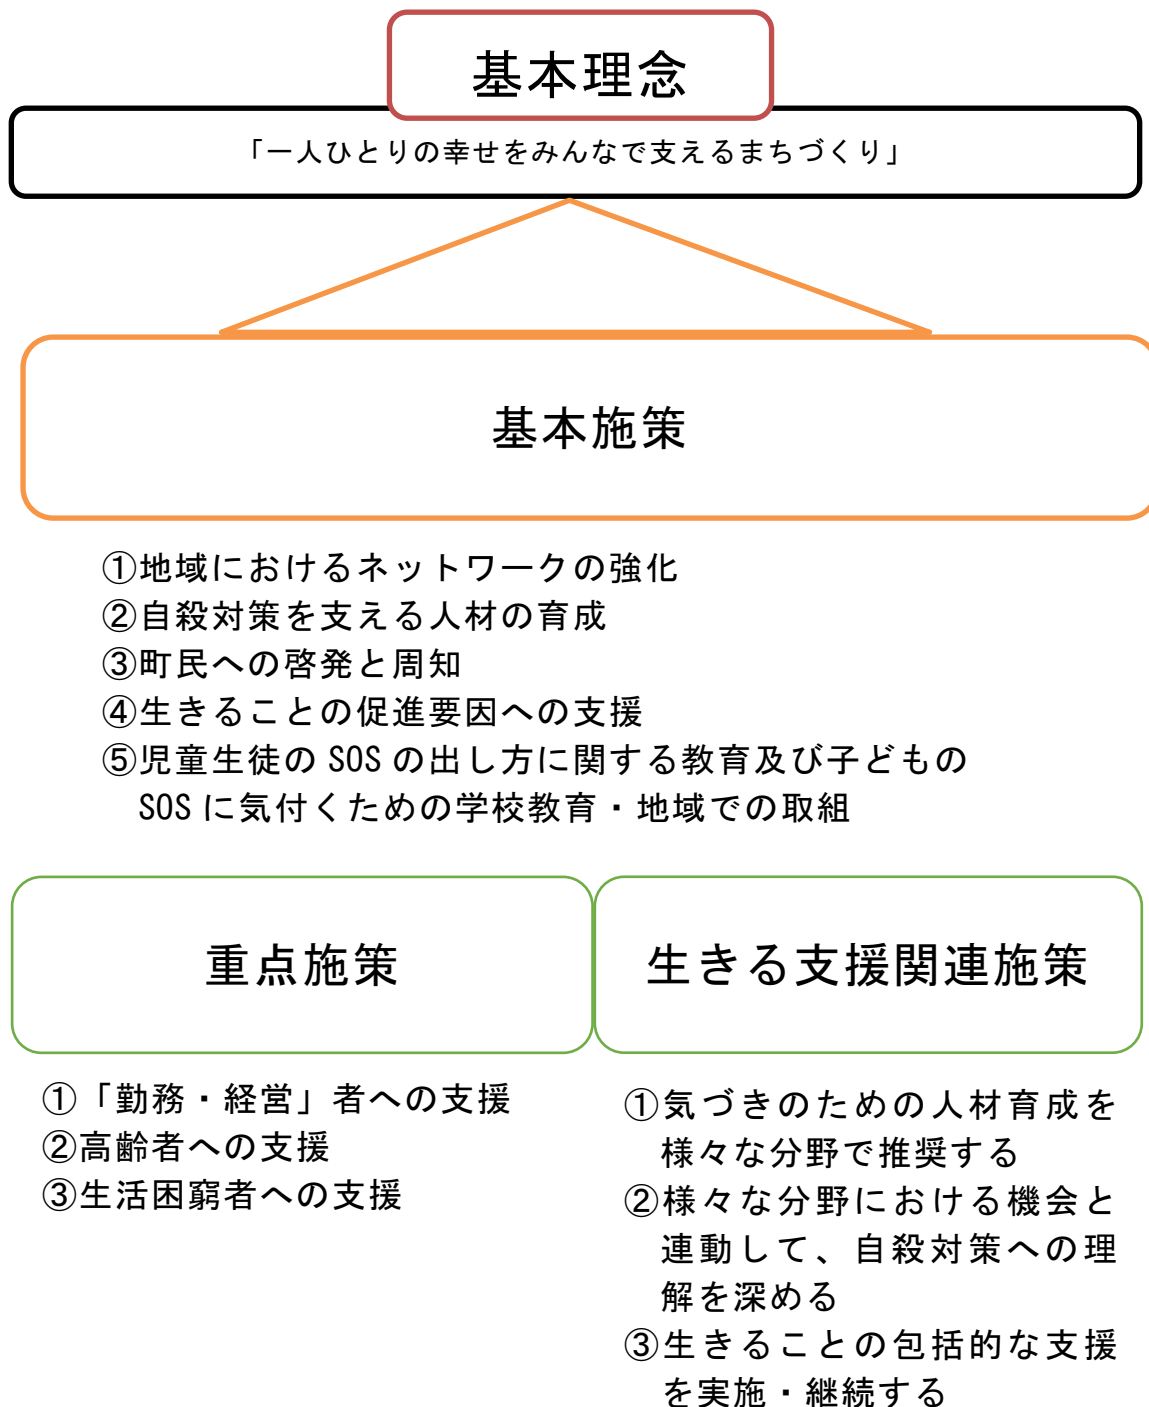 基本理念
「一人ひとりの幸せをみんなで支えるまちづくり」
基本施策
①地域におけるネットワークの強化
②自殺対策を支える人材の育成
③町民への啓発と周知
④生きることの促進要因への支援
⑤児童生徒の SOS の出し方に関する教育及び子どもの
SOS に気付くための学校教育・地域での取組
重点施策
①「勤務・経営」者への支援
②高齢者への支援
③生活困窮者への支援
生きる支援関連施策
①気づきのための人材育成を
様々な分野で推奨する
②様々な分野における機会と
連動して、自殺対策への理
解を深める
③生きることの包括的な支援
を実施・継続する